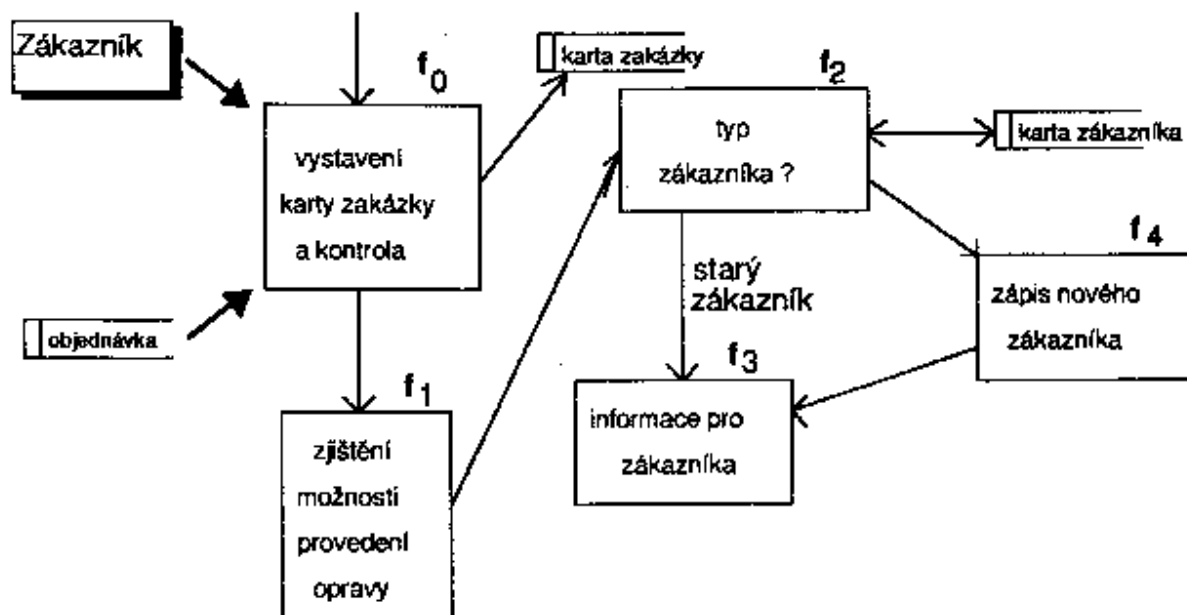 Zákazník
f0
vystavení
karty zakázky
a kontrola
objednávka
karta zakázky
f1
zjištění
možností
provedení
opravy
f2
typ
zákazníka ?
karta zákazníka
starý
zákazník
f3
informace pro
zákazníka
f4
zápis nového
zákazníka